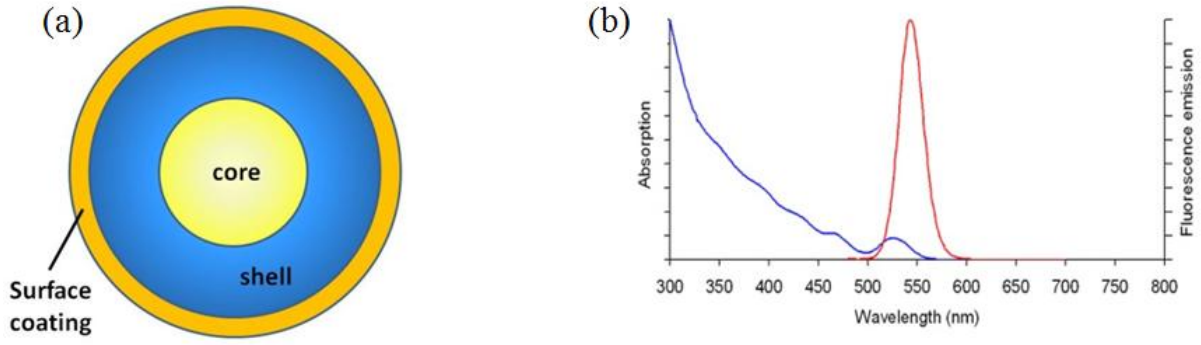 (a)
core
shell
Surface
coating
(b)
Absorption
Fluorescence emission
300 350 400 450 500 550 600 650 700 750 800
Wavelength (nm)